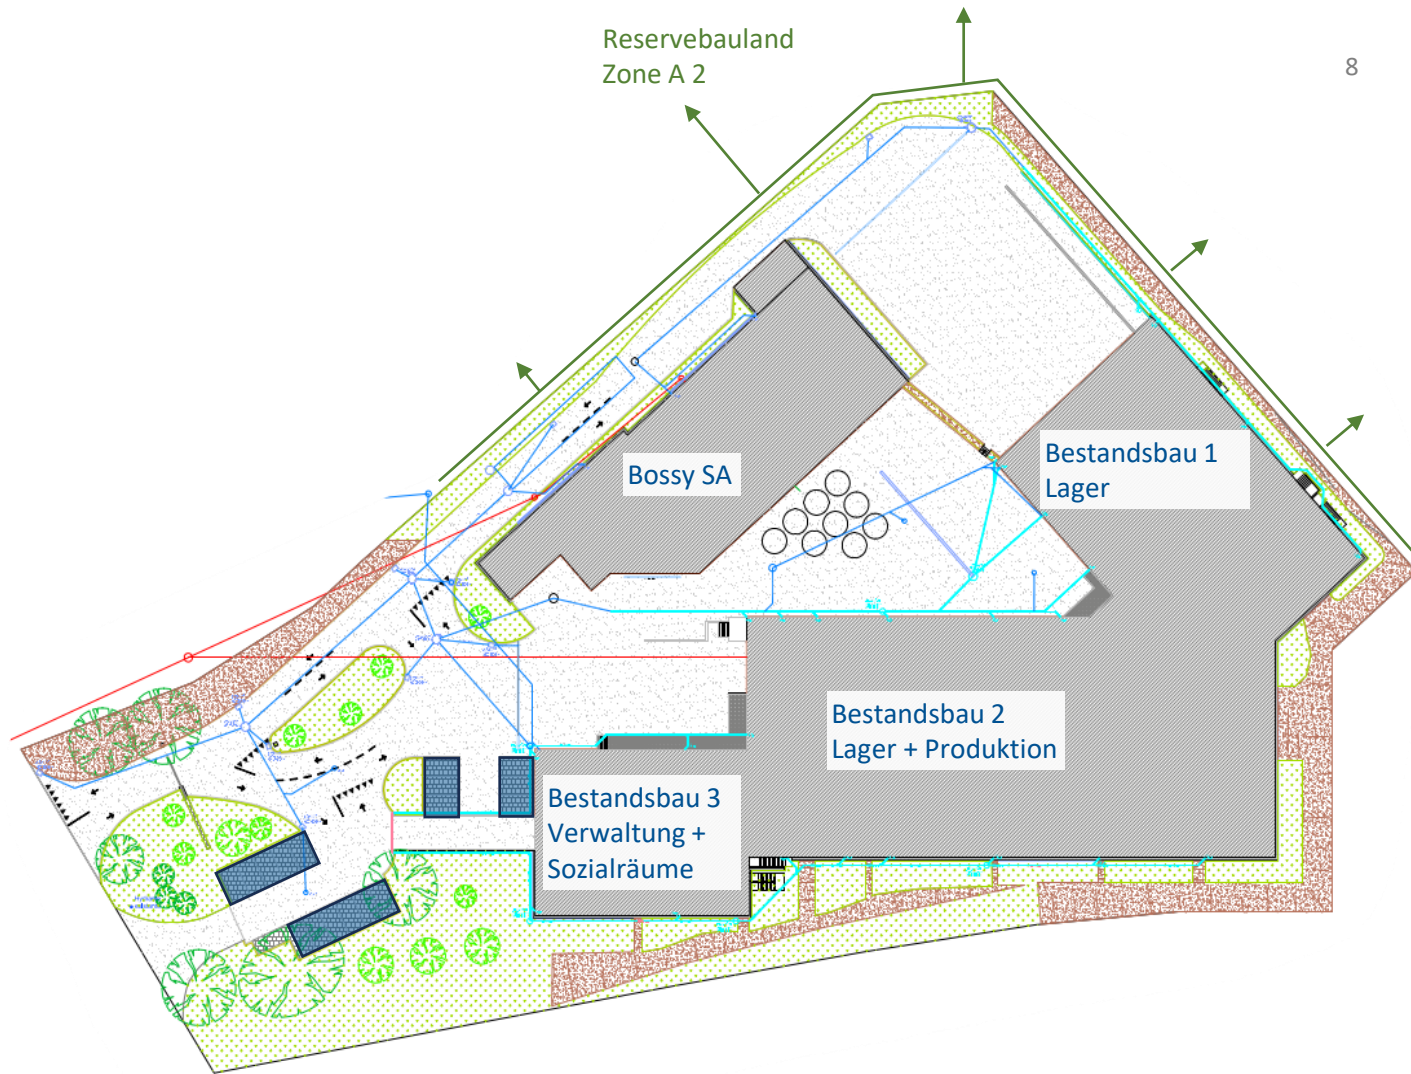 Reservebauland
Zone A 2
8
Bestandsbau 1
Lager
Bossy SA
Bestandsbau 2
Lager + Produktion
Bestandsbau 3
Verwaltung +
Sozialräume